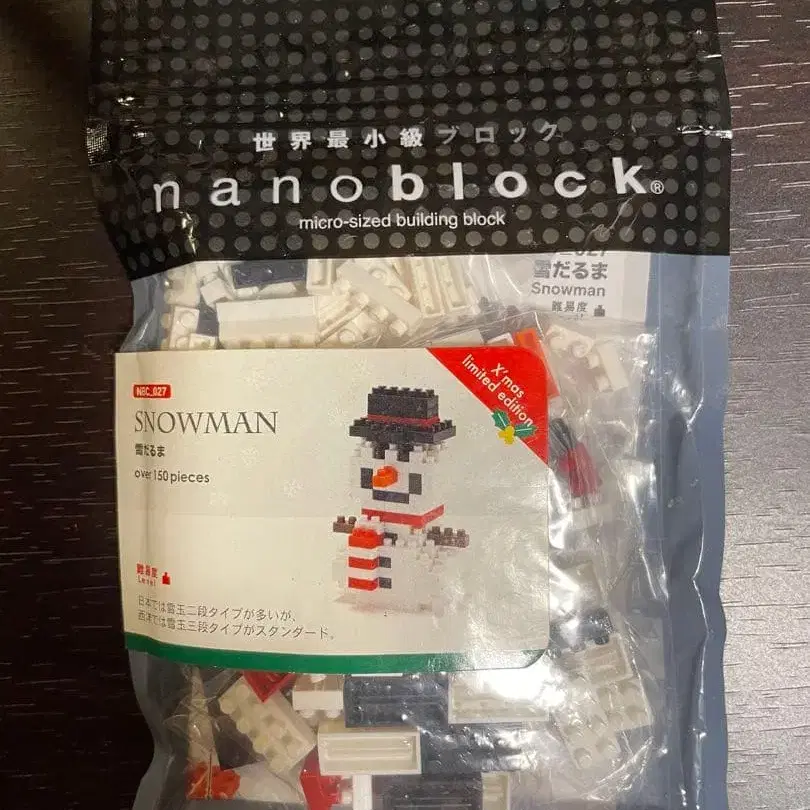 世界最小級ブロック
nanoblock®
micro-sized building block
雪だるま
Snowman
難易度
X'mas
limited edition
NBC_027
SNOWMAN
雪だるま
over 150 pieces
難易度
Level
日本では雪玉二段タイプが多いが、
西洋では雪玉三段タイプがスタンダード。